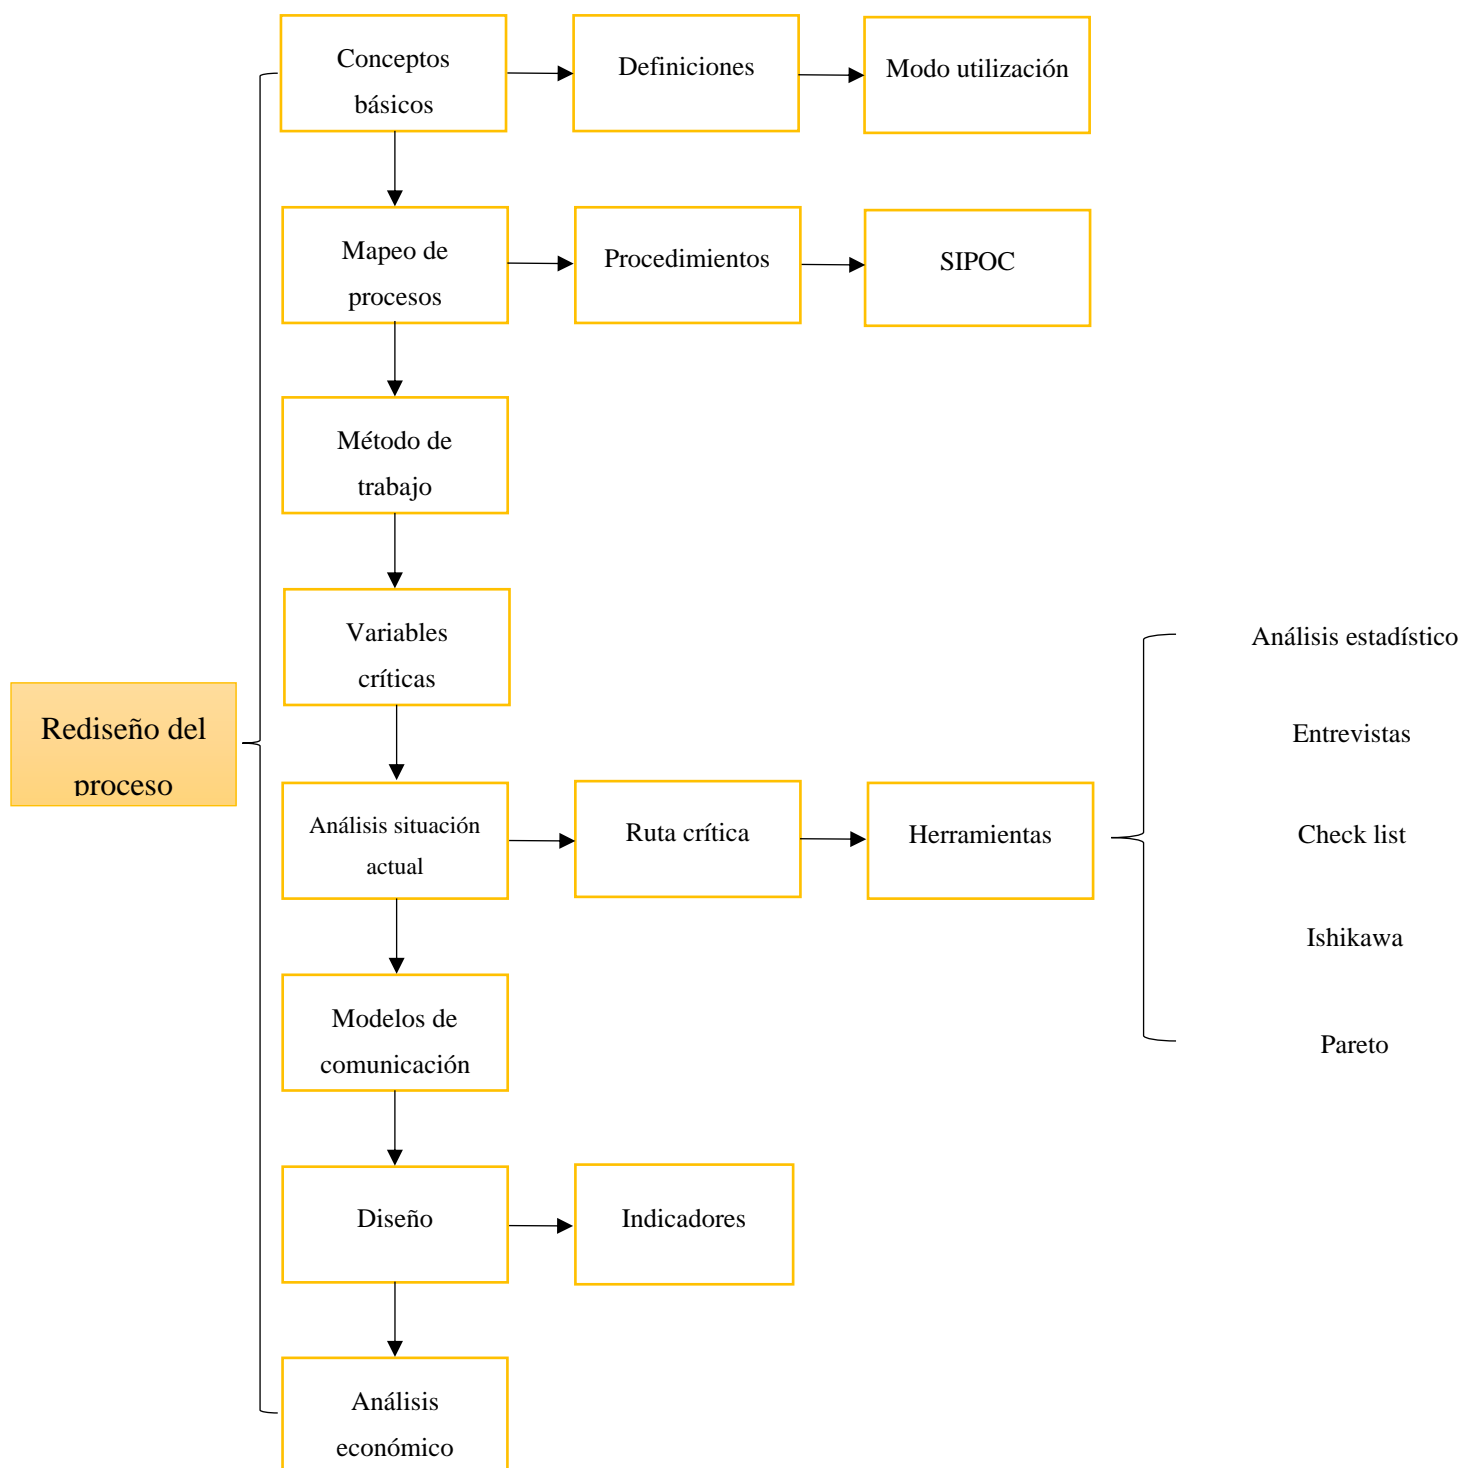 Conceptos
básicos
Definiciones
Modo utilización
Mapeo de
procesos
Procedimientos
SIPOC
Método de
trabajo
Variables
críticas
Rediseño del
proceso
Análisis situación
actual
Ruta crítica
Herramientas
Análisis estadístico
Entrevistas
Check list
Ishikawa
Pareto
Modelos de
comunicación
Diseño
Indicadores
Análisis
económico